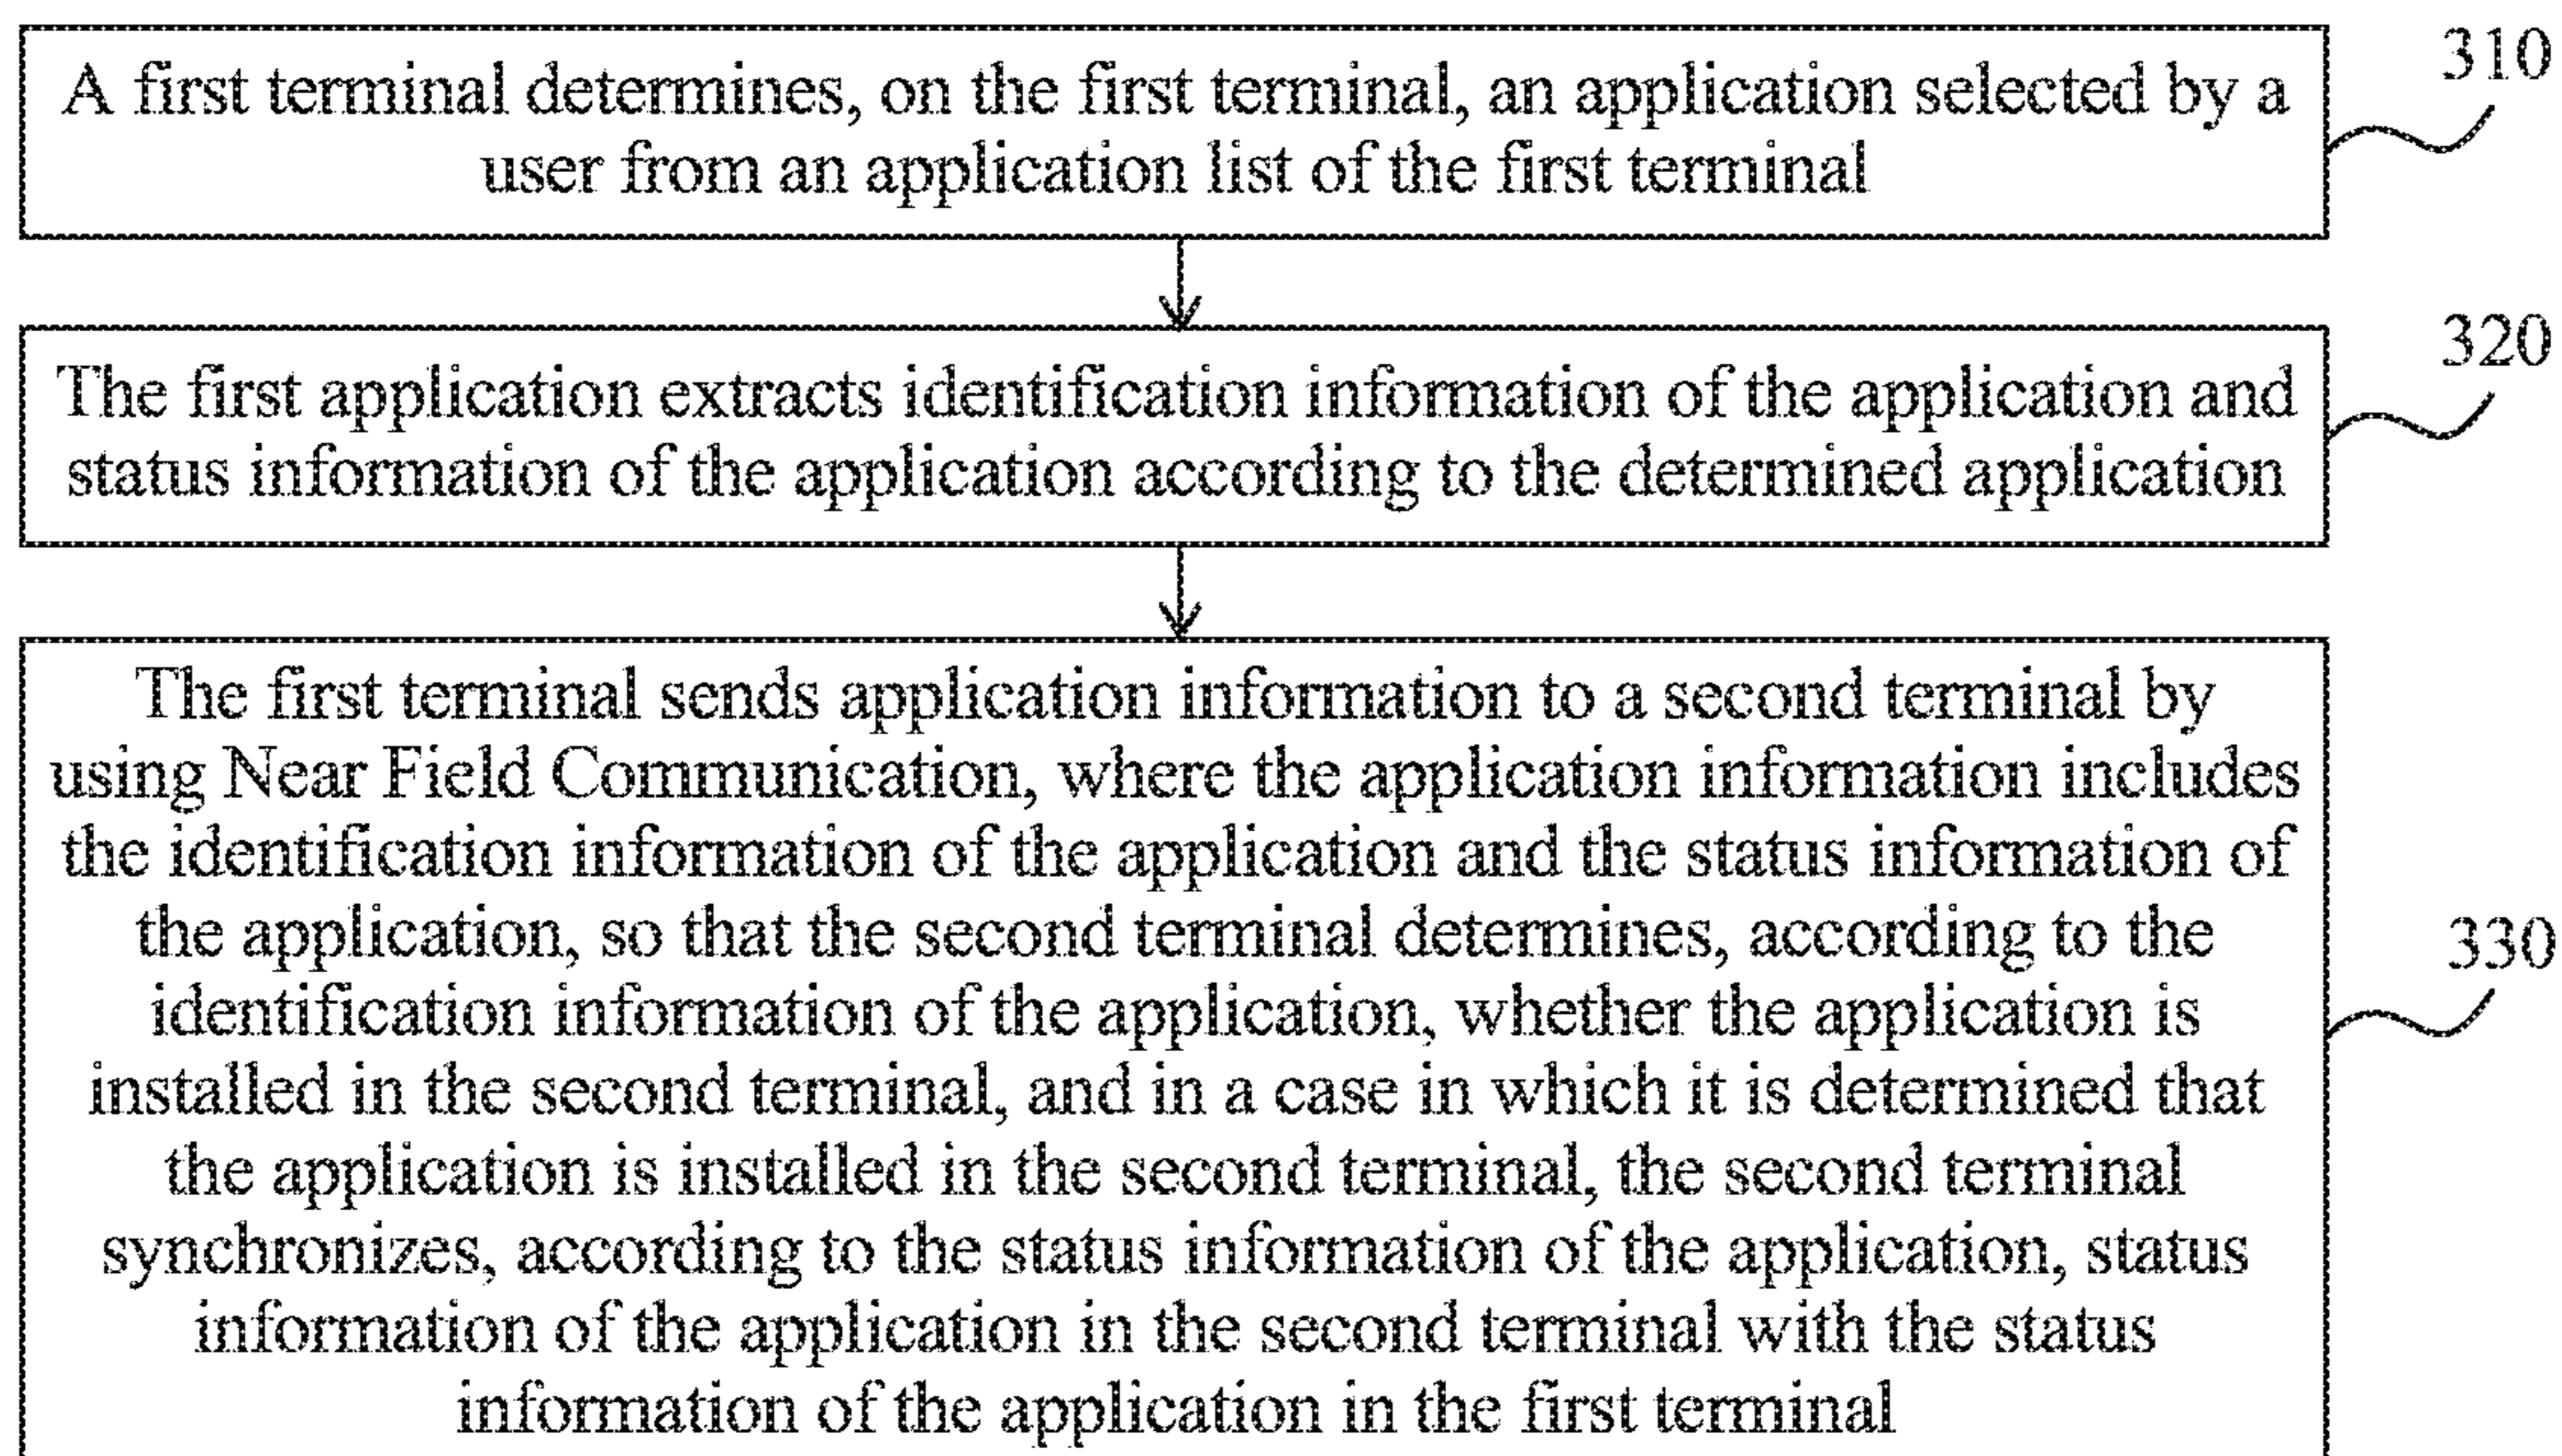 A first terminal determines, on the first terminal, an application selected by a
user from an application list of the first terminal
310
The first application extracts identification information of the application and
status information of the application according to the determined application
320
The first terminal sends application information to a second terminal by
using Near Field Communication, where the application information includes
the identification information of the application and the status information of
the application, so that the second terminal determines, according to the
identification information of the application, whether the application is
installed in the second terminal, and in a case in which it is determined that
the application is installed in the second terminal, the second terminal
synchronizes, according to the status information of the application, status
information of the application in the second terminal with the status
information of the application in the first terminal
330